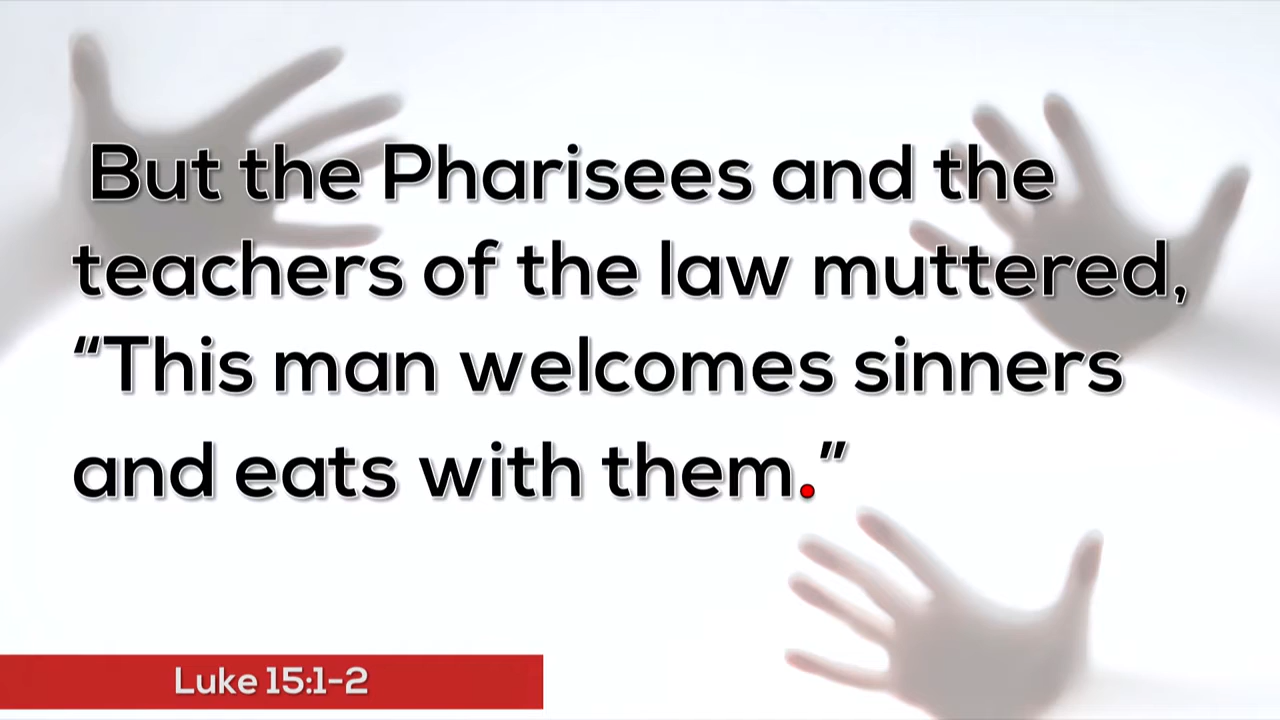 But the Pharisees and the
teachers of the law muttered,
“This man welcomes sinners
and eats with them.”
Luke 15:1-2